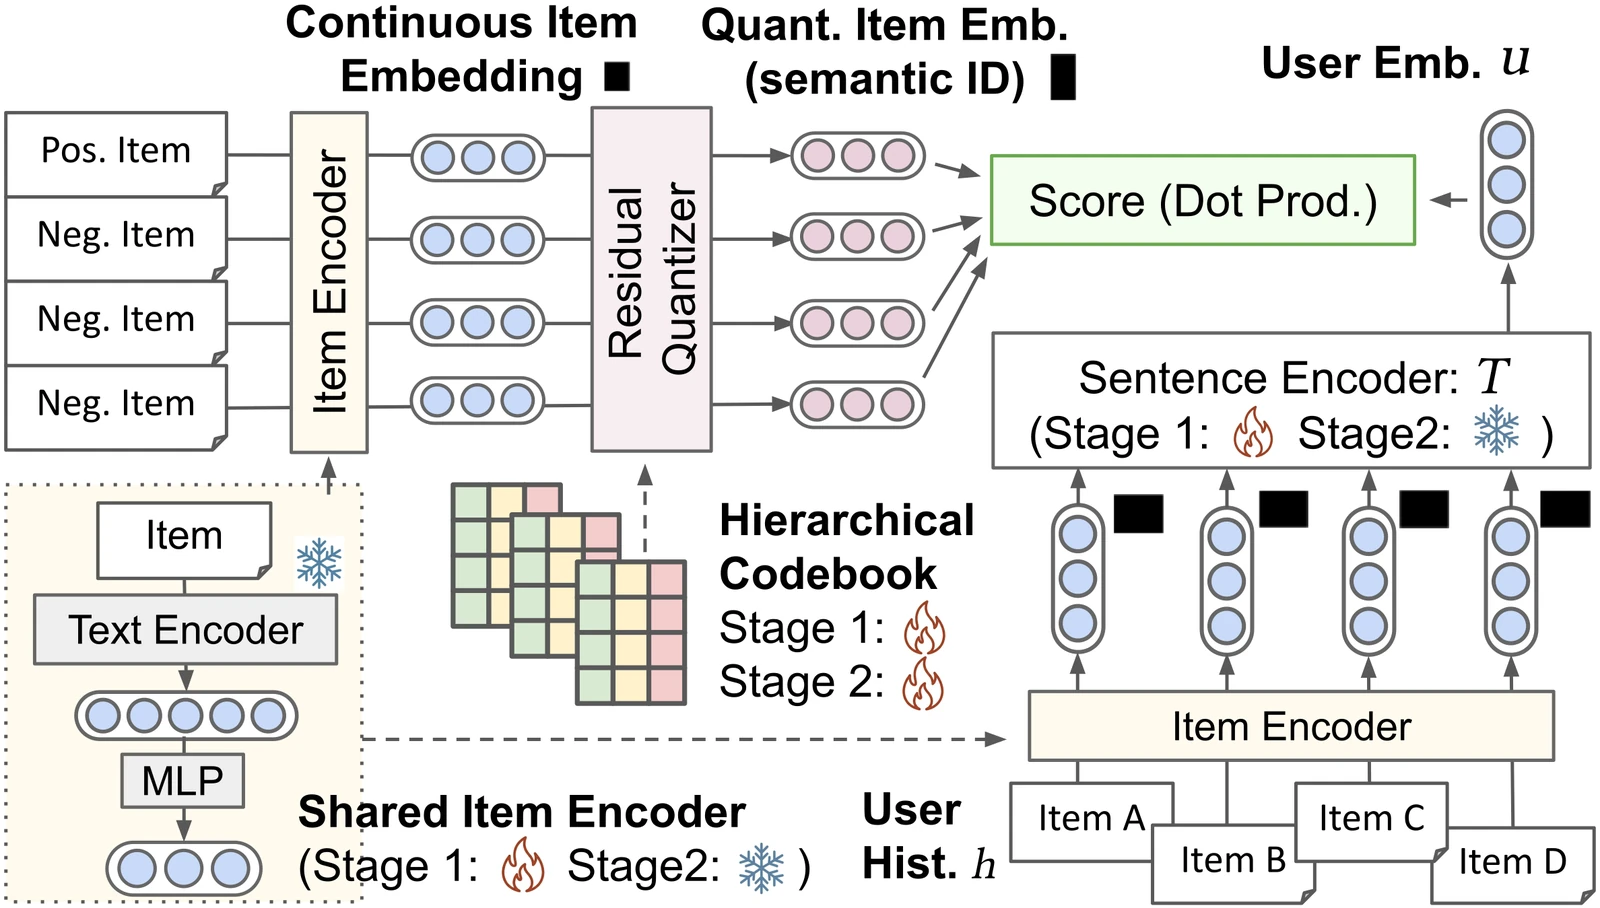 Continuous Item
Embedding
Quant. Item Emb.
(semantic ID)
User Emb. u
Pos. Item
Neg. Item
Neg. Item
Neg. Item
Item Encoder
Residual
Quantizer
Score (Dot Prod.)
Sentence Encoder: T
(Stage 1: Stage2: )
Item
Text Encoder
MLP
Shared Item Encoder
(Stage 1: Stage2: )
Hierarchical
Codebook
Stage 1:
Stage 2:
Item Encoder
User
Hist. h
Item A
Item B
Item C
Item D